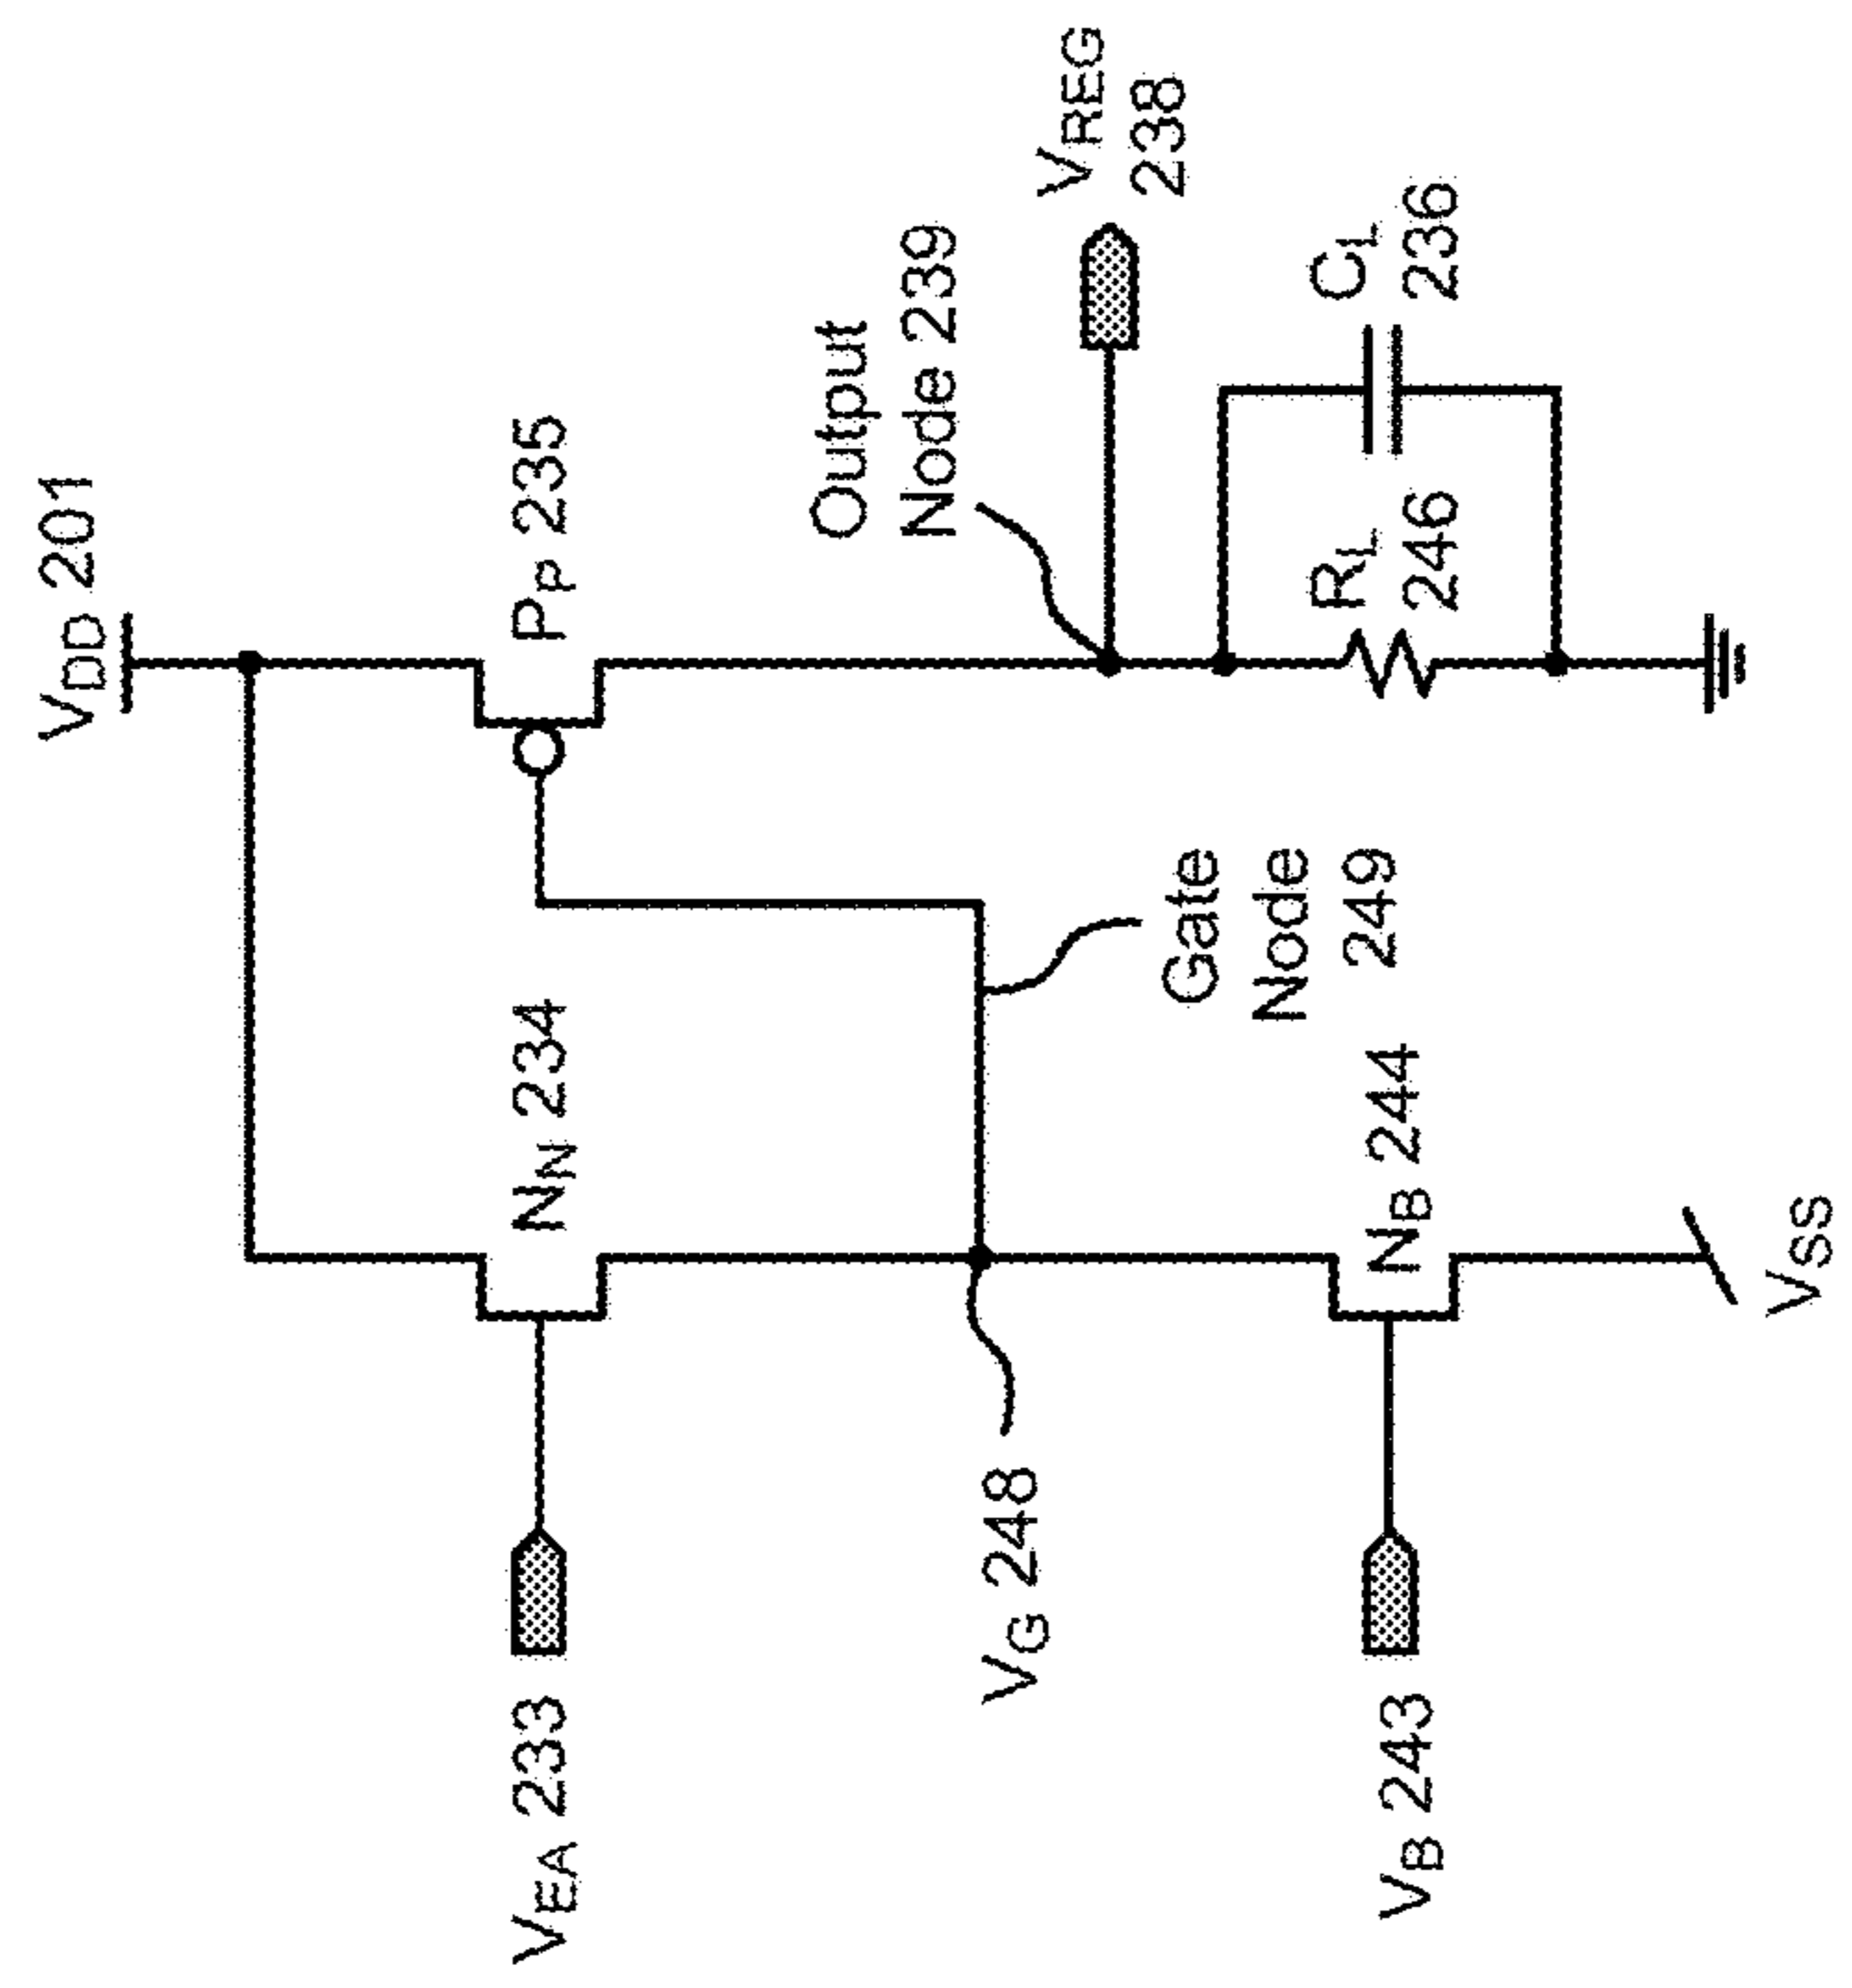 VDD 201
PP 235
NN 234
VEA 233
Output
Node 239
VREG
238
VG 248
Gate
Node
249
RL
246
CL
236
NB 244
VB 243
VSS